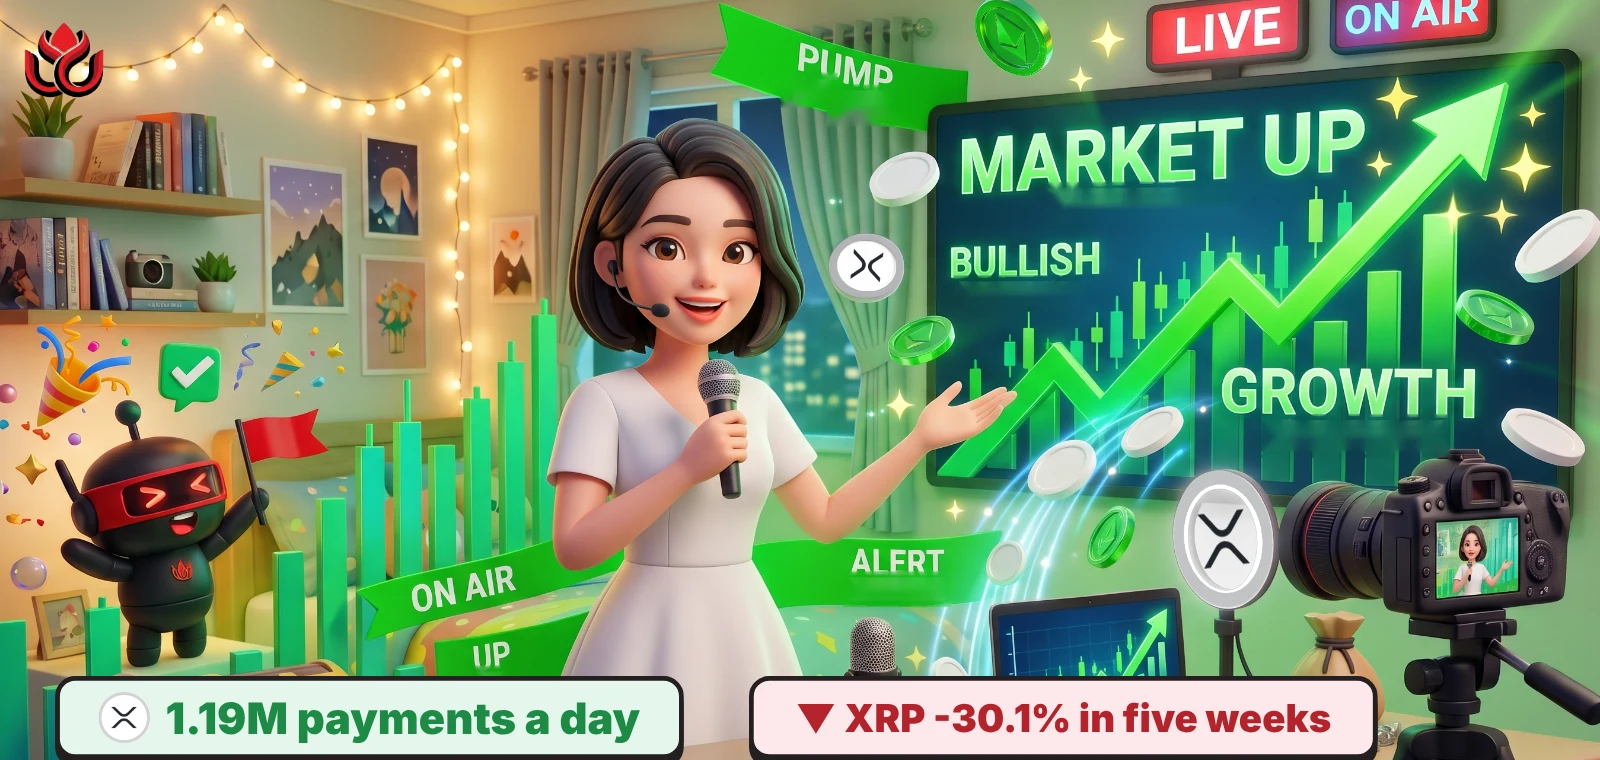 LIVE
ON AIR
PUMP
MARKET UP
BULLISH
GROWTH
ALERT
ON AIR
UP
1.19M payments a day
▼ XRP -30.1% in five weeks